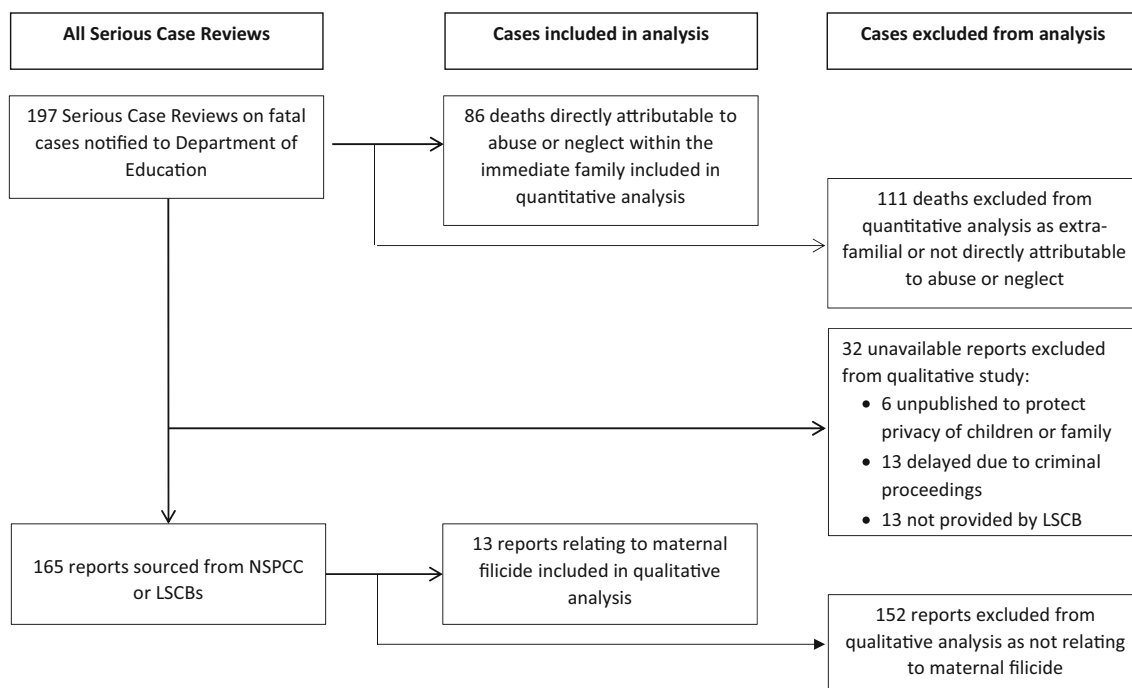 All Serious Case Reviews
Cases included in analysis
Cases excluded from analysis
197 Serious Case Reviews on fatal
cases notified to Department of
Education
86 deaths directly attributable to
abuse or neglect within the
immediate family included in
quantitative analysis
111 deaths excluded from
quantitative analysis as extra-
familial or not directly attributable
to abuse or neglect
32 unavailable reports excluded
from qualitative study:
• 6 unpublished to protect
privacy of children or family
• 13 delayed due to criminal
proceedings
• 13 not provided by LSCB
165 reports sourced from NSPCC
or LSCBs
13 reports relating to maternal
filicide included in qualitative
analysis
152 reports excluded from
qualitative analysis as not relating
to maternal filicide